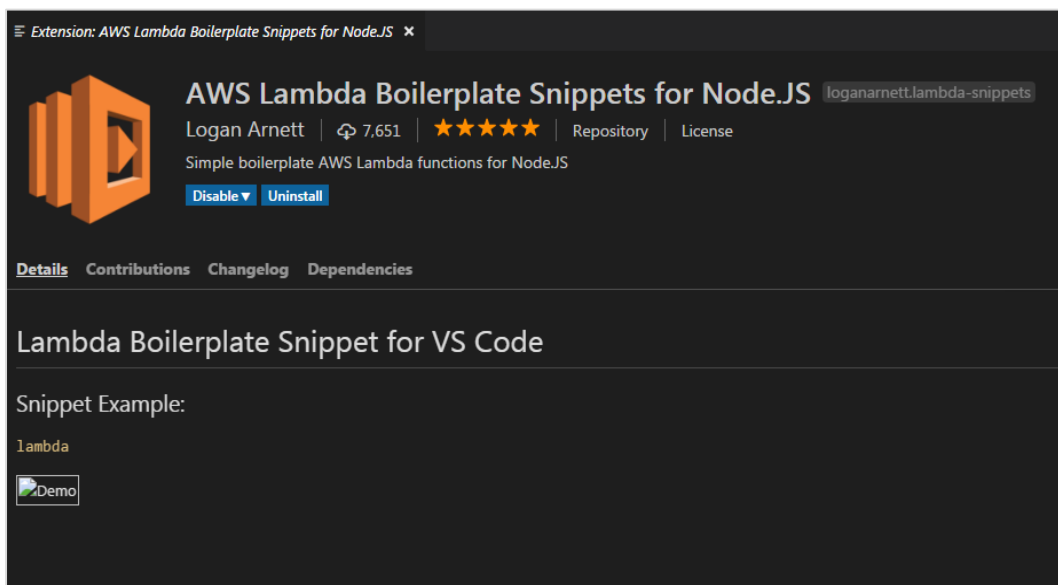 Extension: AWS Lambda Boilerplate Snippets for Node.JS ×
AWS Lambda Boilerplate Snippets for Node.JS loganarnett.lambda-snippets
Logan Arnett | 7,651 | ★★★★★ | Repository | License
Simple boilerplate AWS Lambda functions for Node.JS
Disable▼ Uninstall
Details Contributions Changelog Dependencies
Lambda Boilerplate Snippet for VS Code
Snippet Example:
lambda
Demo